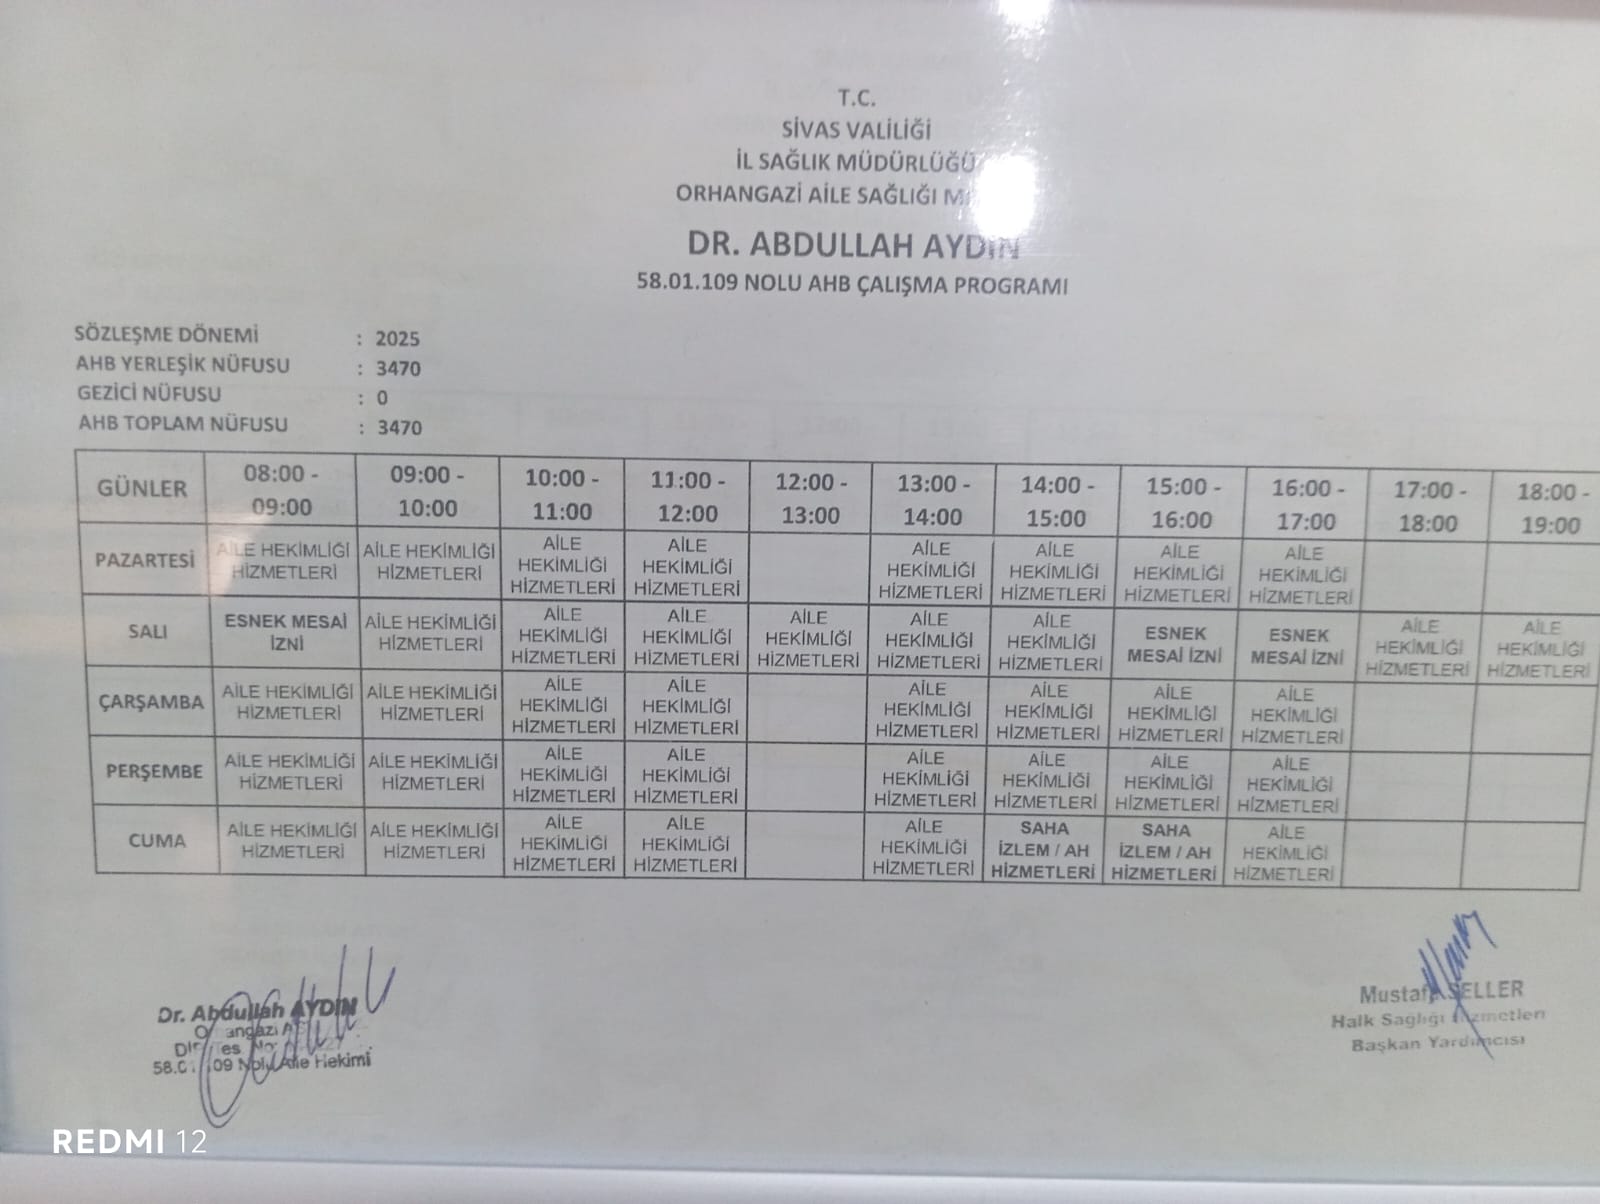 T.C.
SİVAS VALİLİĞİ
İL SAĞLIK MÜDÜRLÜĞÜ
ORHANGAZİ AİLE SAĞLIĞI
DR. ABDULLAH AYDIN
58.01.109 NOLU AHB ÇALIŞMA PROGRAMI
SÖZLEŞME DÖNEMİ : 2025
AHB YERLEŞİK NÜFUSU : 3470
GEZİCİ NÜFUSU : 0
AHB TOPLAM NÜFUSU : 3470
GÜNLER 08:00 - 09:00 09:00 - 10:00 10:00 - 11:00 11:00 - 12:00 12:00 - 13:00 13:00 - 14:00 14:00 - 15:00 15:00 - 16:00 16:00 - 17:00 17:00 - 18:00 18:00 - 19:00
PAZARTESİ AİLE HEKİMLİĞİ HİZMETLERİ AİLE HEKİMLİĞİ HİZMETLERİ AİLE HEKİMLİĞİ HİZMETLERİ AİLE HEKİMLİĞİ HİZMETLERİ AİLE HEKİMLİĞİ HİZMETLERİ AİLE HEKİMLİĞİ HİZMETLERİ AİLE HEKİMLİĞİ HİZMETLERİ AİLE HEKİMLİĞİ HİZMETLERİ
SALI ESNEK MESAİ İZNİ AİLE HEKİMLİĞİ HİZMETLERİ AİLE HEKİMLİĞİ HİZMETLERİ AİLE HEKİMLİĞİ HİZMETLERİ AİLE HEKİMLİĞİ HİZMETLERİ AİLE HEKİMLİĞİ HİZMETLERİ AİLE HEKİMLİĞİ HİZMETLERİ ESNEK MESAİ İZNİ ESNEK MESAİ İZNİ AİLE HEKİMLİĞİ HİZMETLERİ AİLE HEKİMLİĞİ HİZMETLERİ
ÇARŞAMBA AİLE HEKİMLİĞİ HİZMETLERİ AİLE HEKİMLİĞİ HİZMETLERİ AİLE HEKİMLİĞİ HİZMETLERİ AİLE HEKİMLİĞİ HİZMETLERİ AİLE HEKİMLİĞİ HİZMETLERİ AİLE HEKİMLİĞİ HİZMETLERİ AİLE HEKİMLİĞİ HİZMETLERİ AİLE HEKİMLİĞİ HİZMETLERİ
PERŞEMBE AİLE HEKİMLİĞİ HİZMETLERİ AİLE HEKİMLİĞİ HİZMETLERİ AİLE HEKİMLİĞİ HİZMETLERİ AİLE HEKİMLİĞİ HİZMETLERİ AİLE HEKİMLİĞİ HİZMETLERİ AİLE HEKİMLİĞİ HİZMETLERİ AİLE HEKİMLİĞİ HİZMETLERİ AİLE HEKİMLİĞİ HİZMETLERİ
CUMA AİLE HEKİMLİĞİ HİZMETLERİ AİLE HEKİMLİĞİ HİZMETLERİ AİLE HEKİMLİĞİ HİZMETLERİ AİLE HEKİMLİĞİ HİZMETLERİ AİLE HEKİMLİĞİ HİZMETLERİ SAHA İZLEM / AH HİZMETLERİ SAHA İZLEM / AH HİZMETLERİ AİLE HEKİMLİĞİ HİZMETLERİ
Dr. Abdullah AYDIN
Nolu Aile Hekimi
Mustafa SELLER
Halk Sağlığı Hizmetleri
Başkan Yardımcısı
REDMI 12